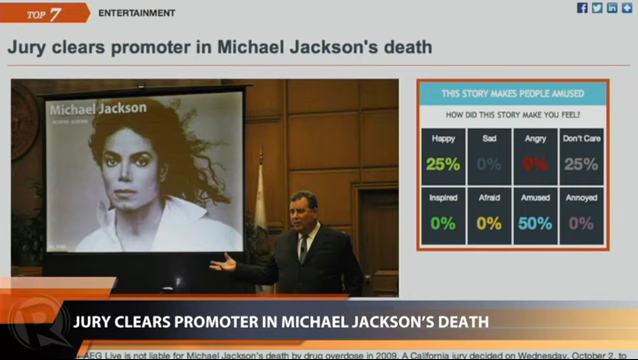 TOP 7
ENTERTAINMENT
Jury clears promoter in Michael Jackson's death
Michael Jackson
THIS STORY MAKES PEOPLE AMUSED
HOW DID THIS STORY MAKE YOU FEEL?
Happy Sad Angry Don't Care
25% 0% 0% 25%
Inspired Afraid Amused Annoyed
0% 0% 50% 0%
JURY CLEARS PROMOTER IN MICHAEL JACKSON'S DEATH
AEG Live is not liable for Michael Jackson's death by drug overdose in 2009. A California jury decided on Wednesday, October 2, to